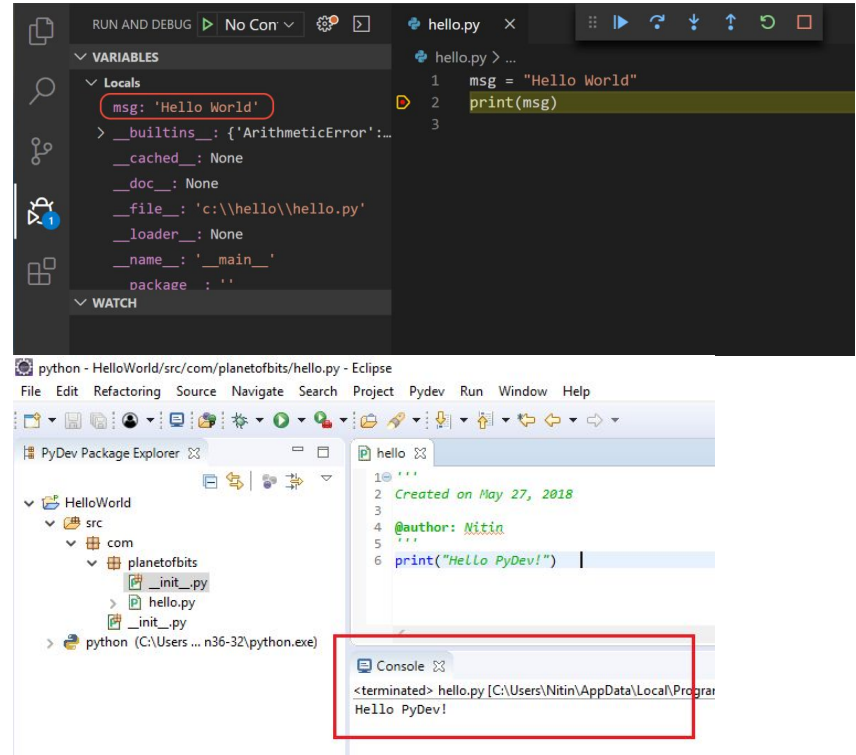 RUN AND DEBUG No Con
VARIABLES
Locals
msg: 'Hello World'
__builtins__: {'ArithmeticError':…
__cached__: None
__doc__: None
__file__: 'c:\\hello\\hello.py'
__loader__: None
__name__: '__main__'
__package__: ''
WATCH
1
hello.py
hello.py > ...
1 msg = "Hello World"
2 print(msg)
3
python - HelloWorld/src/com/planetofbits/hello.py - Eclipse
File Edit Refactoring Source Navigate Search Project Pydev Run Window Help
PyDev Package Explorer
HelloWorld
src
com
planetofbits
__init__.py
hello.py
__init__.py
python (C:\Users ... n36-32\python.exe)
hello
1 '''
2 Created on May 27, 2018
3
4 @author: Nitin
5 '''
6 print("Hello PyDev!")
Console
<terminated> hello.py [C:\Users\Nitin\AppData\Local\Progra
Hello PyDev!